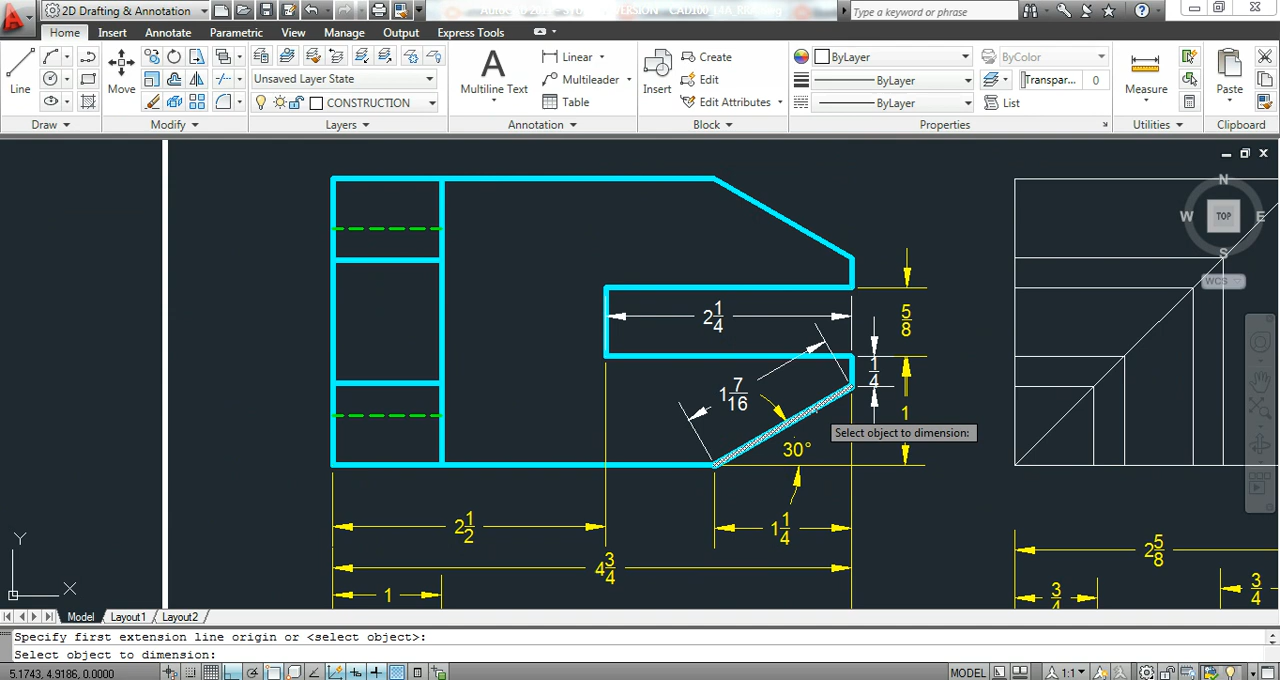 2D Drafting & Annotation
Type a keyword or phrase
Home Insert Annotate Parametric View Manage Output Express Tools
Line
Move
Unsaved Layer State
CONSTRUCTION
Multiline Text
Linear
Multileader
Table
Insert
Create
Edit
Edit Attributes
ByLayer
ByLayer
ByLayer
ByColor
Transpar... 0
List
Measure
Paste
Draw Modify Layers Annotation Block Properties Utilities Clipboard
N
W TOP E
S
WCS
2 1/4
5/8
1/4
1 7/16
1
Select object to dimension:
30°
2 1/2
1 1/4
4 3/4
1
2 5/8
3/4
3/4
Y
X
Model Layout1 Layout2
Specify first extension line origin or <select object>:
Select object to dimension:
5.1743, 4.9186, 0.0000
MODEL
1:1